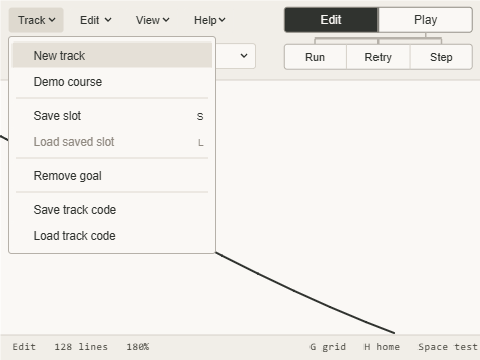 Track Edit View Help Edit Play
New track
Demo course
Save slot S
Load saved slot L
Remove goal
Save track code
Load track code
Run Retry Step
Edit 128 lines 180% G grid H home Space test